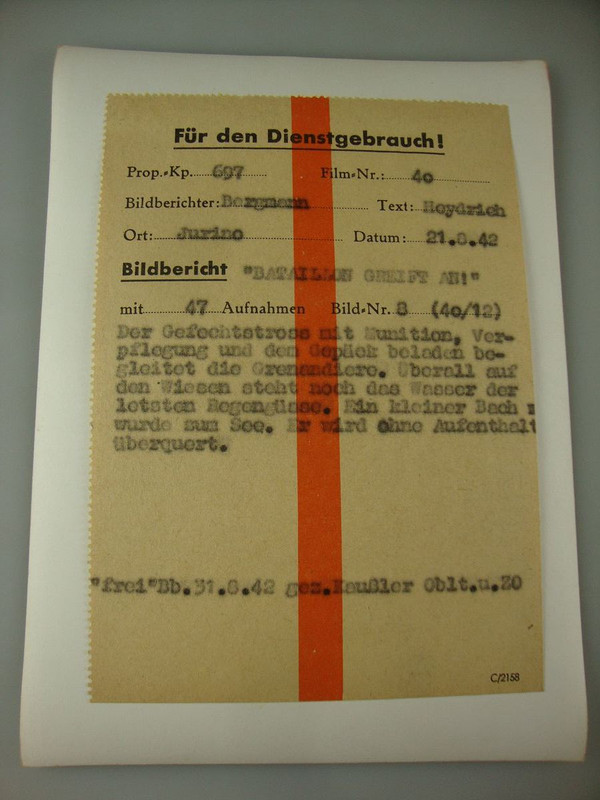 Für den Dienstgebrauch!
Prop.-Kp. 697 Film-Nr.: 40
Bildberichter: Bergmann Text: Heydrich
Ort: Jurino Datum: 21.8.42
Bildbericht "BATAILLON GREIFT AN!"
mit 47 Aufnahmen Bild-Nr. 8 (40/12)
Der Gefechtstross mit Munition, Ver-
pflegung und dem Gepäck beladen be-
gleitet die Grenandiere. Überall auf
den Wiesen steht noch das Wasser der
letzten Regengüsse. Ein kleiner Bach
wurde zum See. Er wird ohne Aufenthalt
überquert.
"frei"Bb.31.8.42 gez. Oblt.u.ZO
C/2158